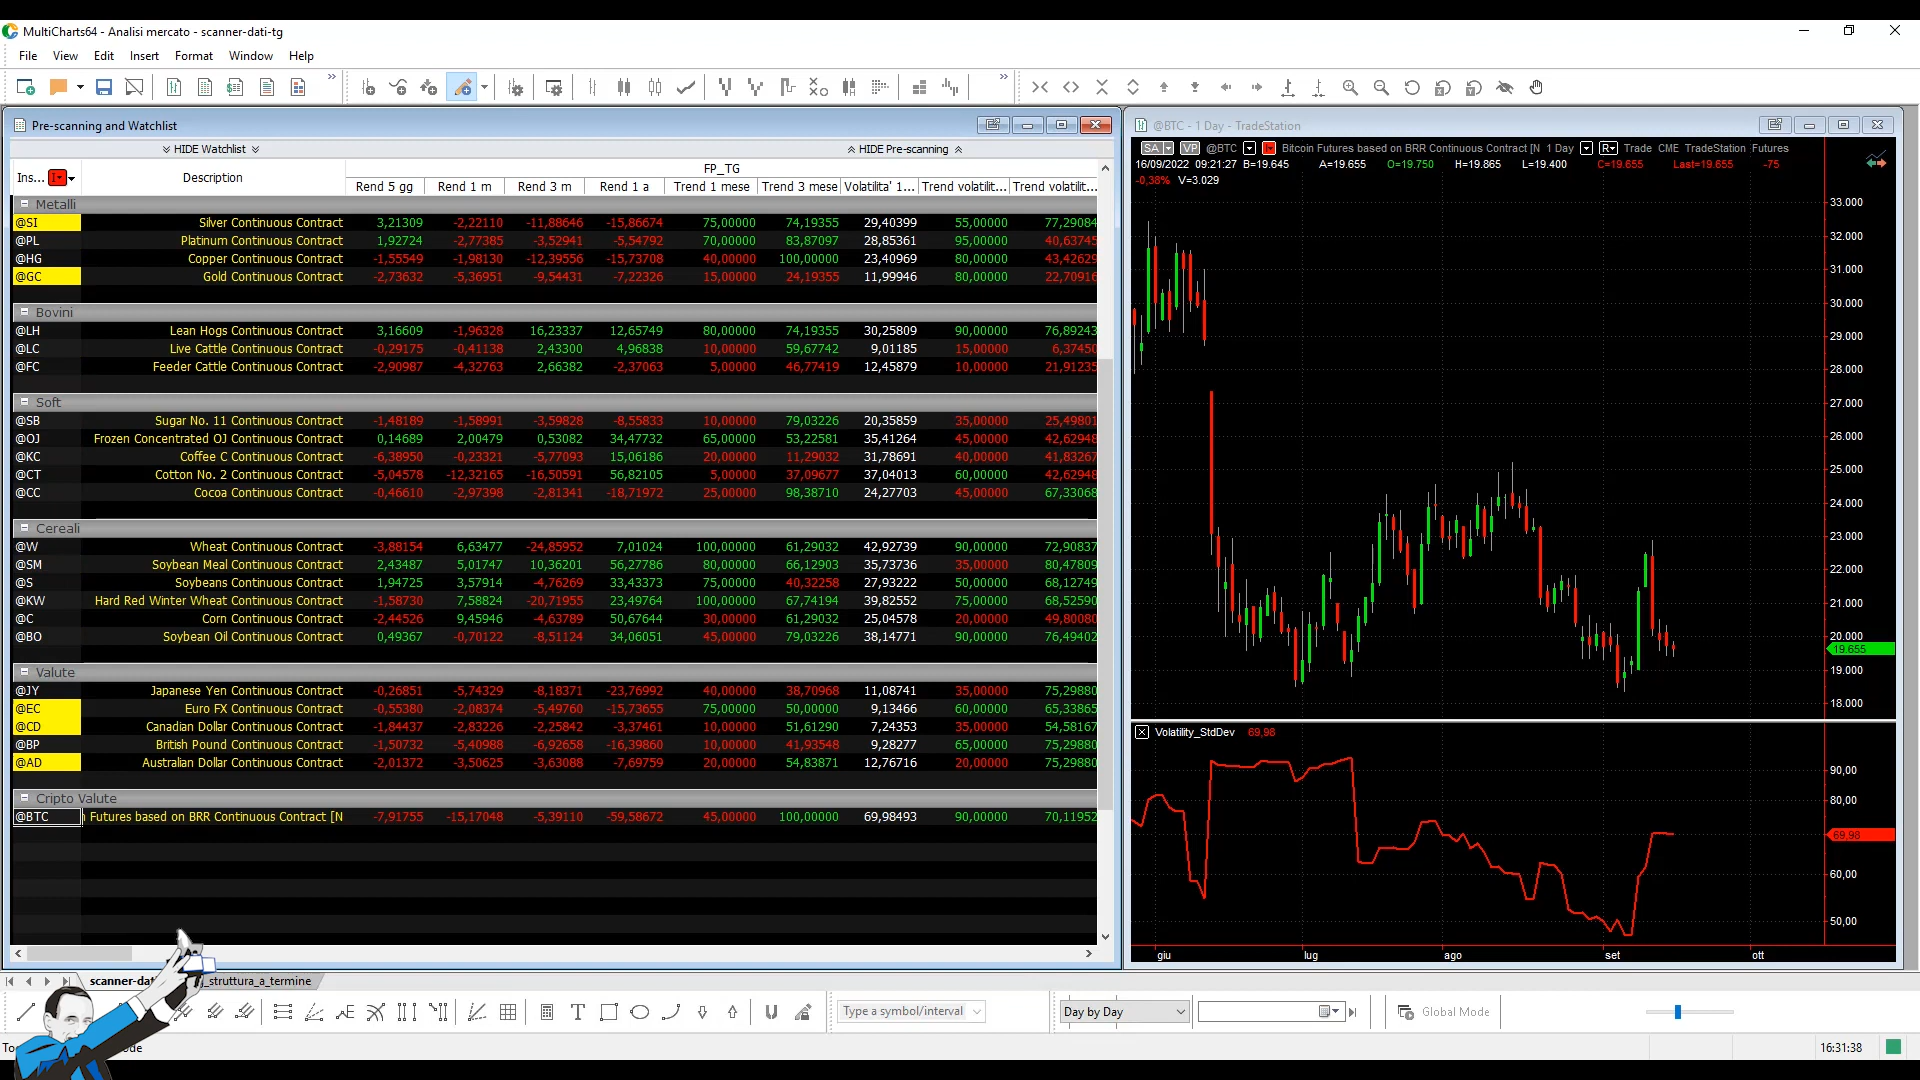 MultiCharts64 - Analisi mercato - scanner-dati-tg
File View Edit Insert Format Window Help
Pre-scanning and Watchlist
HIDE Watchlist HIDE Pre-scanning
Ins... Description FP_TG
Rend 5 gg Rend 1 m Rend 3 m Rend 1 a Trend 1 mese Trend 3 mese Volatilita' 1... Trend volatilit... Trend volatilit...
Metalli
@SI Silver Continuous Contract 3,21309 -2,22110 -11,88646 -15,86674 75,00000 74,19355 29,40399 55,00000 77,29084
@PL Platinum Continuous Contract 1,92724 -2,77385 -3,52941 -5,54792 70,00000 83,87097 28,85361 95,00000 40,63745
@HG Copper Continuous Contract -1,55549 -1,98130 -12,39556 -15,73708 40,00000 100,00000 23,40969 80,00000 43,42629
@GC Gold Continuous Contract -2,73632 -5,36951 -9,54431 -7,22326 15,00000 24,19355 11,99946 80,00000 22,70916
Bovini
@LH Lean Hogs Continuous Contract 3,16609 -1,96328 16,23337 12,65749 80,00000 74,19355 30,25809 90,00000 76,89243
@LC Live Cattle Continuous Contract -0,29175 -0,41138 2,43300 4,96838 10,00000 59,67742 9,01185 15,00000 6,37450
@FC Feeder Cattle Continuous Contract -2,90987 -4,32763 2,66382 -2,37063 5,00000 46,77419 12,45879 10,00000 21,91235
Soft
@SB Sugar No. 11 Continuous Contract -1,48189 -1,58991 -3,59828 -8,55833 10,00000 79,03226 20,35859 35,00000 25,49801
@OJ Frozen Concentrated OJ Continuous Contract 0,14689 2,00479 0,53082 34,47732 65,00000 53,22581 35,41264 45,00000 42,62948
@KC Coffee C Continuous Contract -6,38950 -0,23321 -5,77093 15,06186 20,00000 11,29032 31,78691 40,00000 41,83267
@CT Cotton No. 2 Continuous Contract -5,04578 -12,32165 -16,50591 56,82105 5,00000 37,09677 37,04013 60,00000 42,62948
@CC Cocoa Continuous Contract -0,46610 -2,97398 -2,81341 -18,71972 25,00000 98,38710 24,27703 45,00000 67,33068
Cereali
@W Wheat Continuous Contract -3,88154 6,63477 -24,85952 7,01024 100,00000 61,29032 42,92739 90,00000 72,90837
@SM Soybean Meal Continuous Contract 2,43487 5,01747 10,36201 56,27786 80,00000 66,12903 35,73736 35,00000 80,47809
@S Soybeans Continuous Contract 1,94725 3,57914 -4,76269 33,43373 75,00000 40,32258 27,93222 50,00000 68,12749
@KW Hard Red Winter Wheat Continuous Contract -1,58730 7,58824 -20,71955 23,49764 100,00000 67,74194 39,82552 75,00000 68,52590
@C Corn Continuous Contract -2,44526 9,45946 -4,63789 50,67644 30,00000 61,29032 25,04578 20,00000 49,80080
@BO Soybean Oil Continuous Contract 0,49367 -0,70122 -8,51124 34,06051 45,00000 79,03226 38,14771 90,00000 76,49402
Valute
@JY Japanese Yen Continuous Contract -0,26851 -5,74329 -8,18371 -23,76992 40,00000 38,70968 11,08741 35,00000 75,29880
@EC Euro FX Continuous Contract -0,55380 -2,08374 -5,49760 -15,73655 75,00000 50,00000 9,13466 60,00000 65,33865
@CD Canadian Dollar Continuous Contract -1,84437 -2,83226 -2,25842 -3,37461 10,00000 51,61290 7,24353 35,00000 54,58167
@BP British Pound Continuous Contract -1,50732 -5,40988 -6,92658 -16,39860 10,00000 41,93548 9,28277 65,00000 75,29880
@AD Australian Dollar Continuous Contract -2,01372 -3,50625 -3,63088 -7,69759 20,00000 54,83871 12,76716 20,00000 75,29880
Cripto Valute
@BTC Futures based on BRR Continuous Contract [N -7,91755 -15,17048 -5,39110 -59,58672 45,00000 100,00000 69,98493 90,00000 70,11952
@BTC - 1 Day - TradeStation
SA VP @BTC Bitcoin Futures based on BRR Continuous Contract [N 1 Day R Trade CME TradeStation Futures
16/09/2022 09:21:27 B=19.645 A=19.655 O=19.750 H=19.865 L=19.400 C=19.655 Last=19.655 -75
-0,38% V=3.029
33.000
32.000
31.000
30.000
29.000
28.000
27.000
26.000
25.000
24.000
23.000
22.000
21.000
20.000
19.655
19.000
18.000
Volatility_StdDev 69,98
90,00
80,00
69,98
60,00
50,00
giu lug ago set ott
scanner-dat struttura_a_termine
Type a symbol/interval Day by Day Global Mode
16:31:38